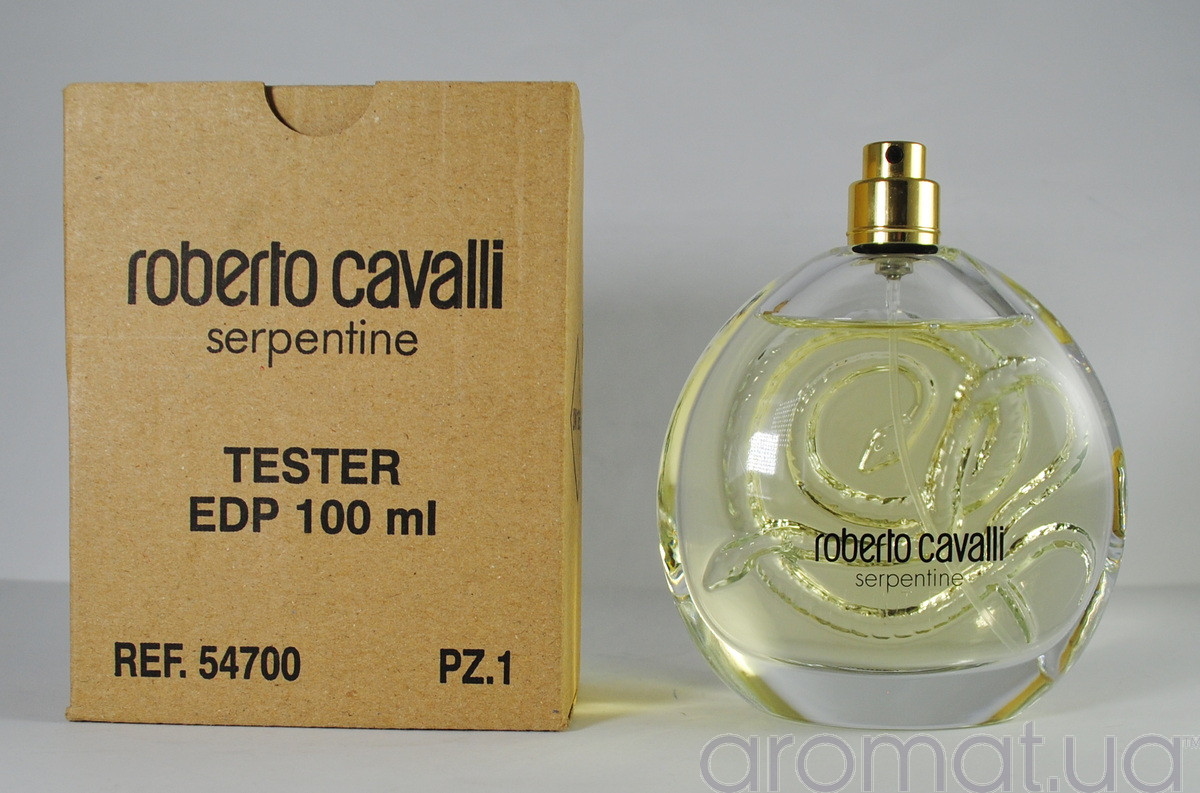 roberto cavalli
serpentine
TESTER
EDP 100 ml
REF. 54700
PZ.1
roberto cavalli
serpentine
aromat.ua